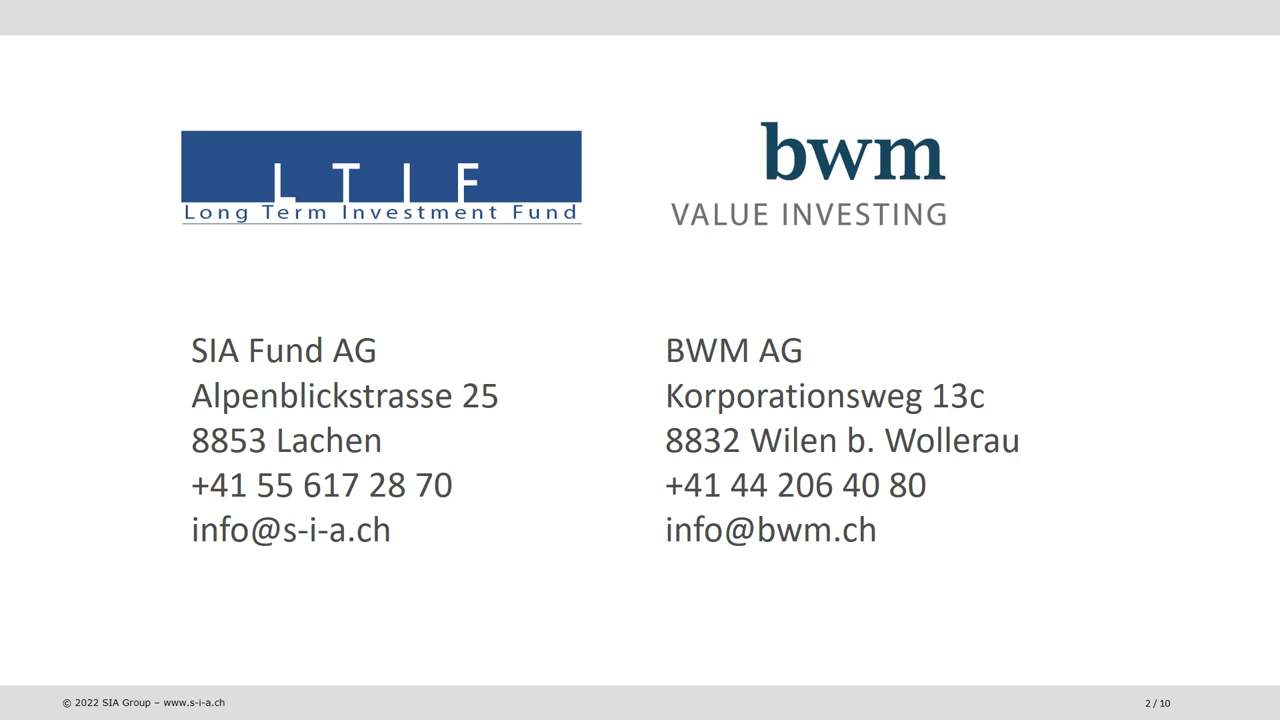 L T I F
Long Term Investment Fund
bwm
VALUE INVESTING
SIA Fund AG
Alpenblickstrasse 25
8853 Lachen
+41 55 617 28 70
info@s-i-a.ch
BWM AG
Korporationsweg 13c
8832 Wilen b. Wollerau
+41 44 206 40 80
info@bwm.ch
© 2022 SIA Group – www.s-i-a.ch
2 / 10